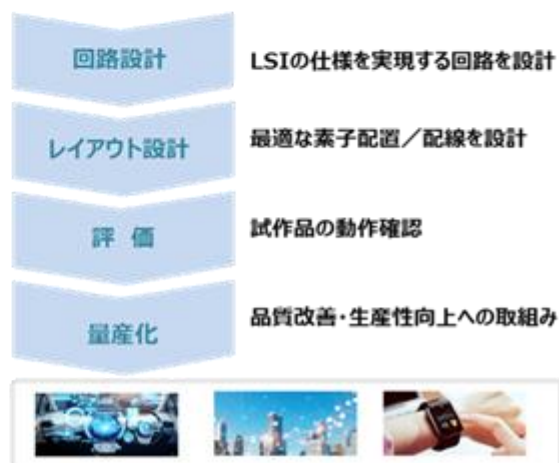 回路設計
LSIの仕様を実現する回路を設計
レイアウト設計
最適な素子配置／配線を設計
評 価
試作品の動作確認
量産化
品質改善・生産性向上への取組み